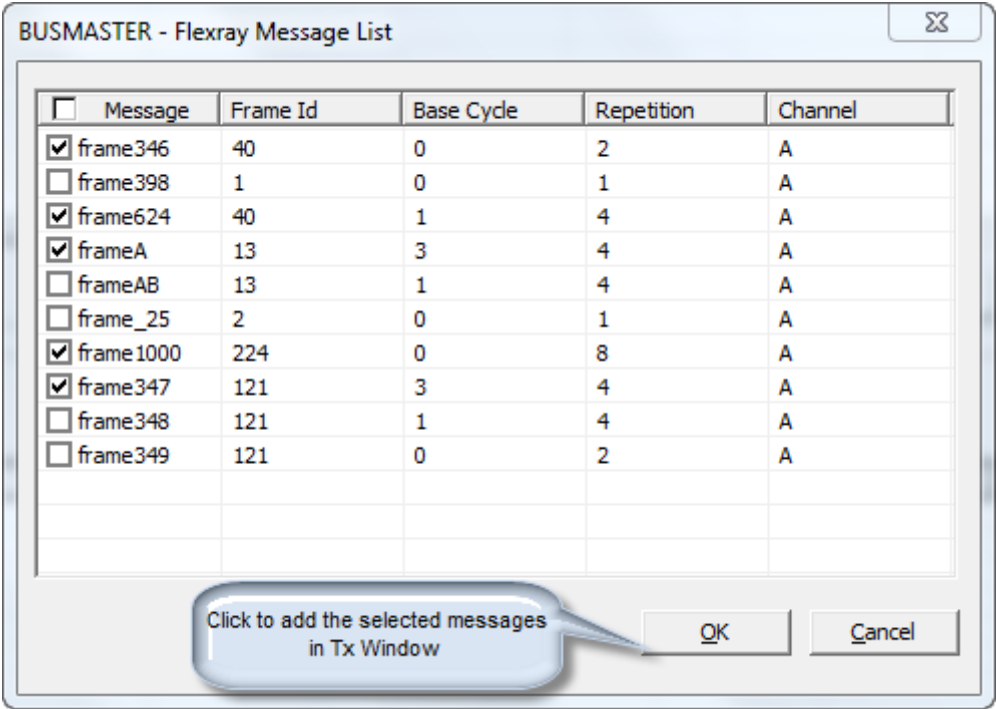 BUSMASTER - Flexray Message List
Message Frame Id Base Cycle Repetition Channel
frame346 40 0 2 A
frame398 1 0 1 A
frame624 40 1 4 A
frameA 13 3 4 A
frameAB 13 1 4 A
frame_25 2 0 1 A
frame1000 224 0 8 A
frame347 121 3 4 A
frame348 121 1 4 A
frame349 121 0 2 A
Click to add the selected messages
in Tx Window
OK Cancel